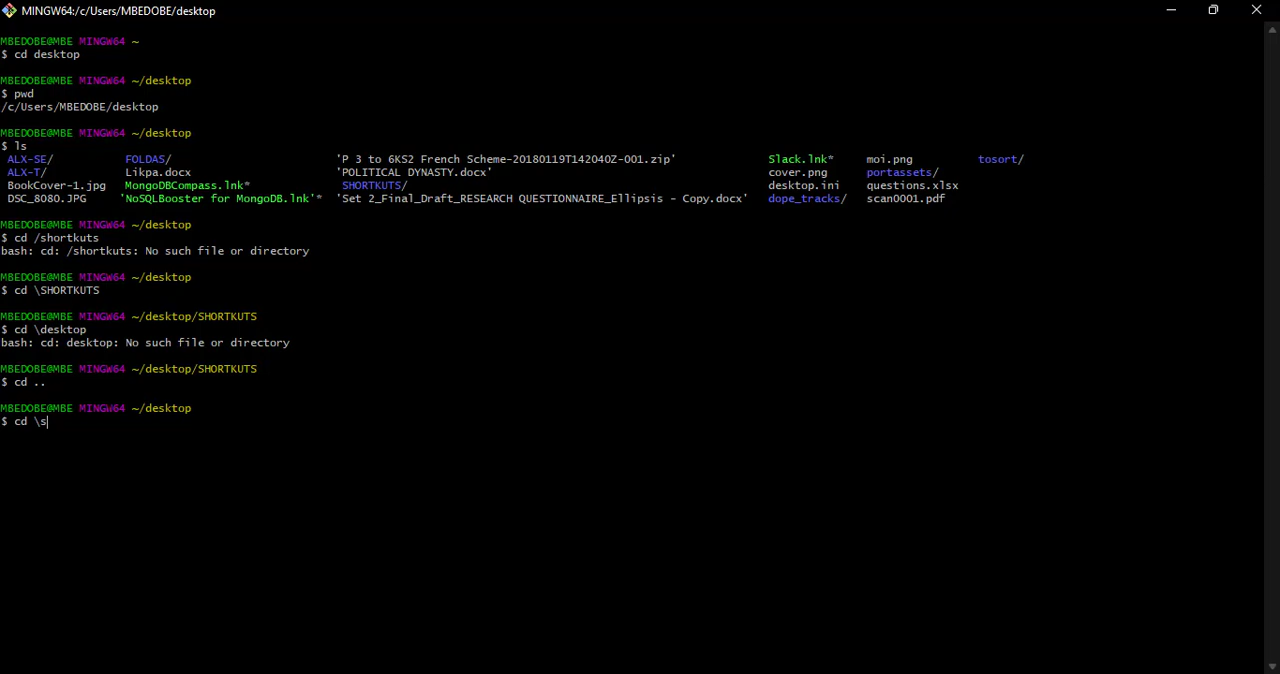 MINGW64:/c/Users/MBEDOBE/desktop
MBEDOBE@MBE MINGW64 ~
$ cd desktop
MBEDOBE@MBE MINGW64 ~/desktop
$ pwd
/c/Users/MBEDOBE/desktop
MBEDOBE@MBE MINGW64 ~/desktop
$ ls
ALX-SE/ FOLDAS/ 'P 3 to 6KS2 French Scheme-20180119T142040Z-001.zip' Slack.lnk* moi.png tosort/
ALX-T/ Likpa.docx 'POLITICAL DYNASTY.docx' cover.png portassets/
BookCover-1.jpg MongoDBCompass.lnk* SHORTKUTS/ desktop.ini questions.xlsx
DSC_8080.JPG 'NoSQLBooster for MongoDB.lnk'* 'Set 2_Final_Draft_RESEARCH QUESTIONNAIRE_Ellipsis - Copy.docx' dope_tracks/ scan0001.pdf
MBEDOBE@MBE MINGW64 ~/desktop
$ cd /shortkuts
bash: cd: /shortkuts: No such file or directory
MBEDOBE@MBE MINGW64 ~/desktop
$ cd \SHORTKUTS
MBEDOBE@MBE MINGW64 ~/desktop/SHORTKUTS
$ cd \desktop
bash: cd: desktop: No such file or directory
MBEDOBE@MBE MINGW64 ~/desktop/SHORTKUTS
$ cd ..
MBEDOBE@MBE MINGW64 ~/desktop
$ cd \s